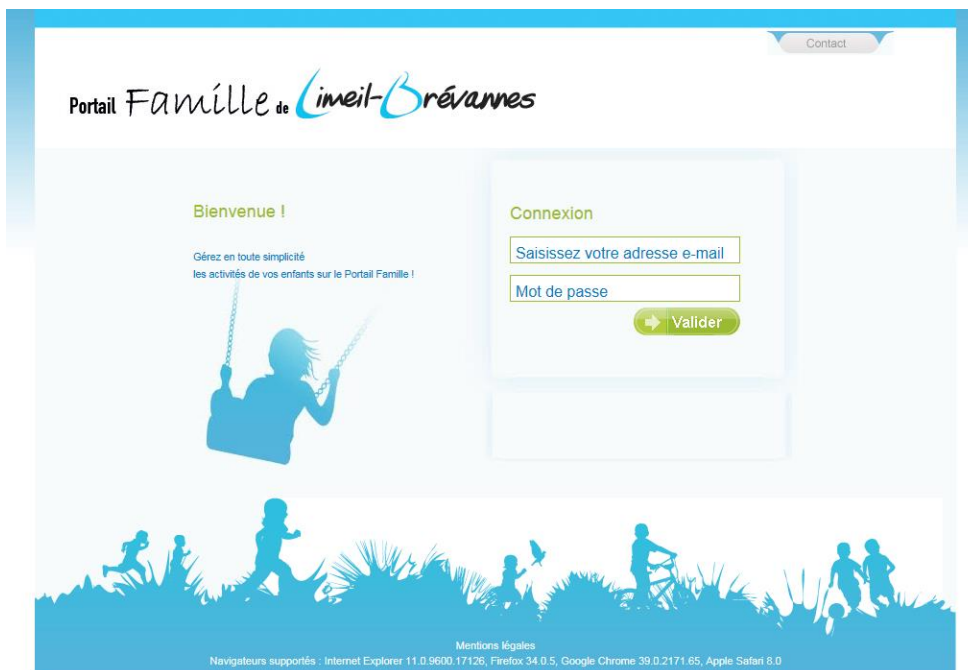 Contact
Portail Famille de Limeil-Brévannes
Bienvenue !
Gérez en toute simplicité
les activités de vos enfants sur le Portail Famille !
Connexion
Saisissez votre adresse e-mail
Mot de passe
Valider
Mentions légales
Navigateurs supportés : Internet Explorer 11.0.9600.17126, Firefox 34.0.5, Google Chrome 39.0.2171.65, Apple Safari 8.0